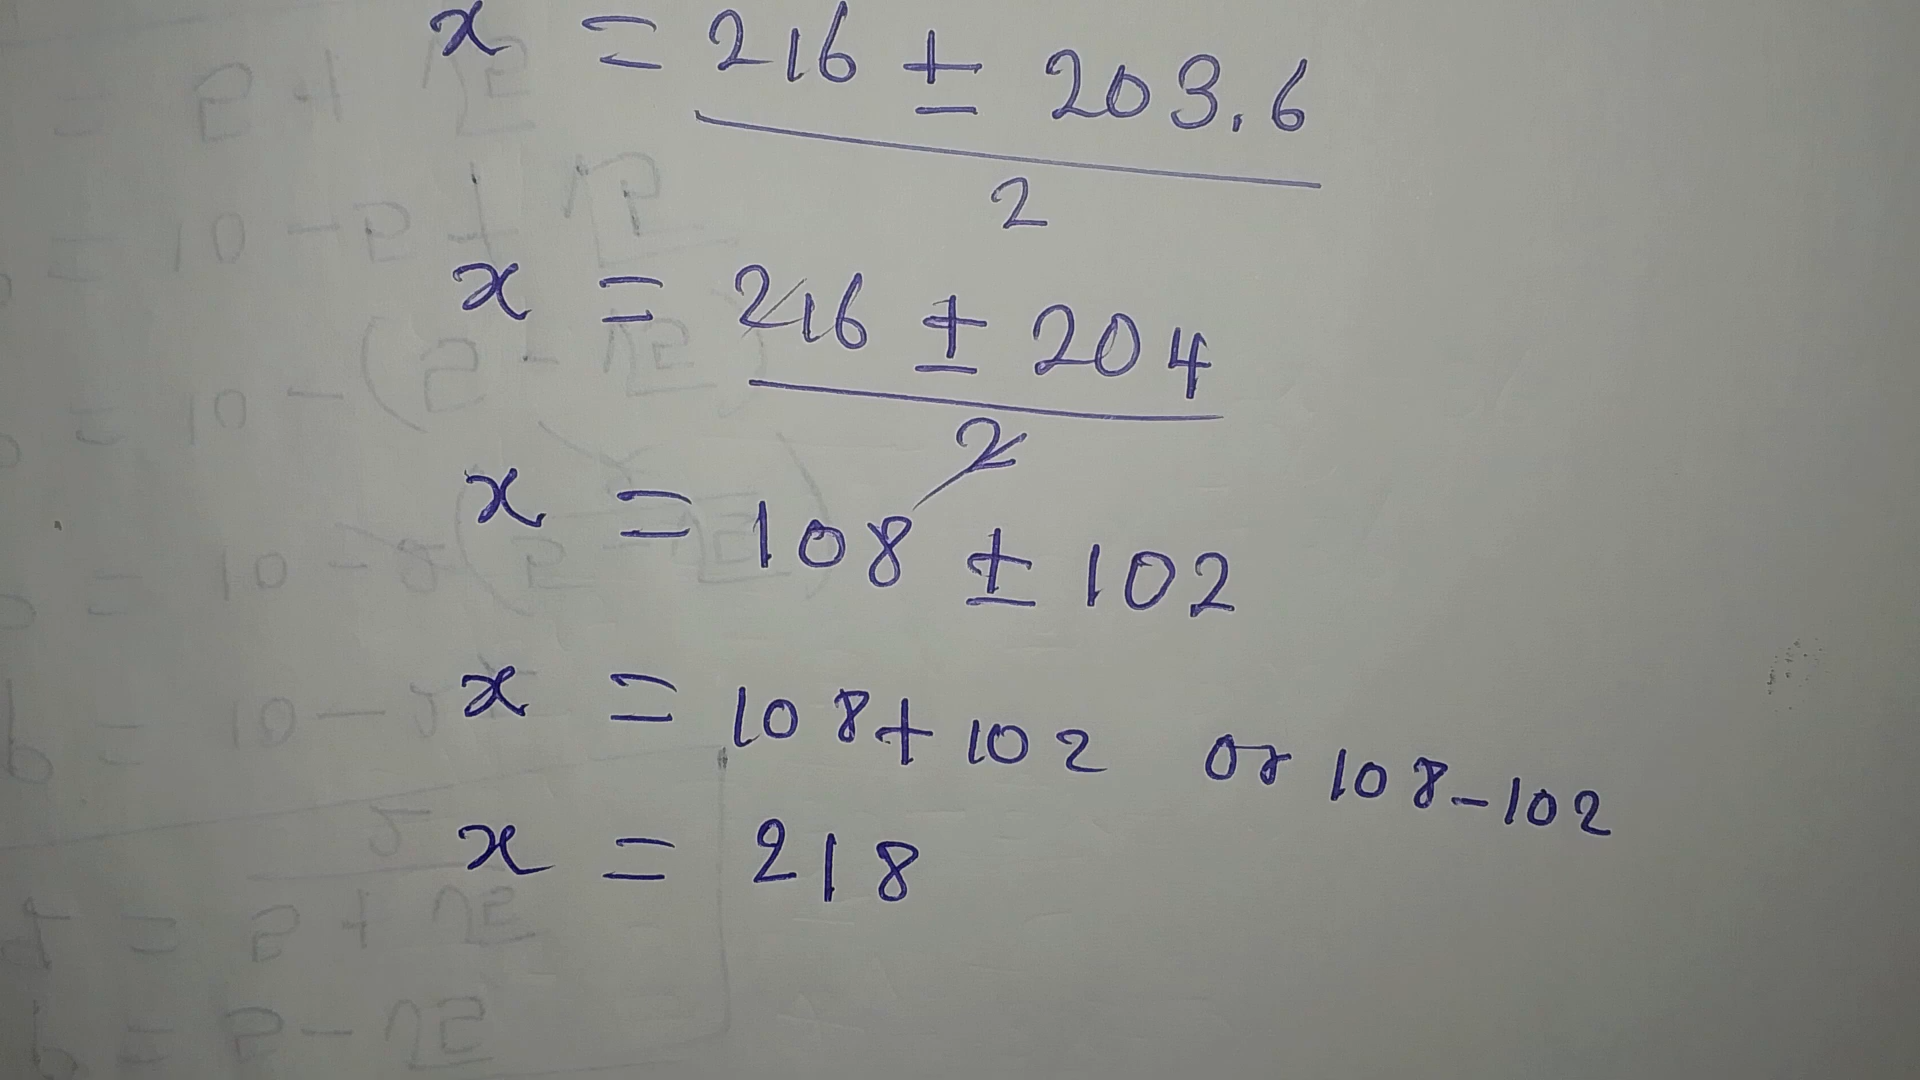 x = 216 ± 203.6
2
x = 216 ± 204
2
x = 108 ± 102
x = 108 + 102 or 108 - 102
x = 218